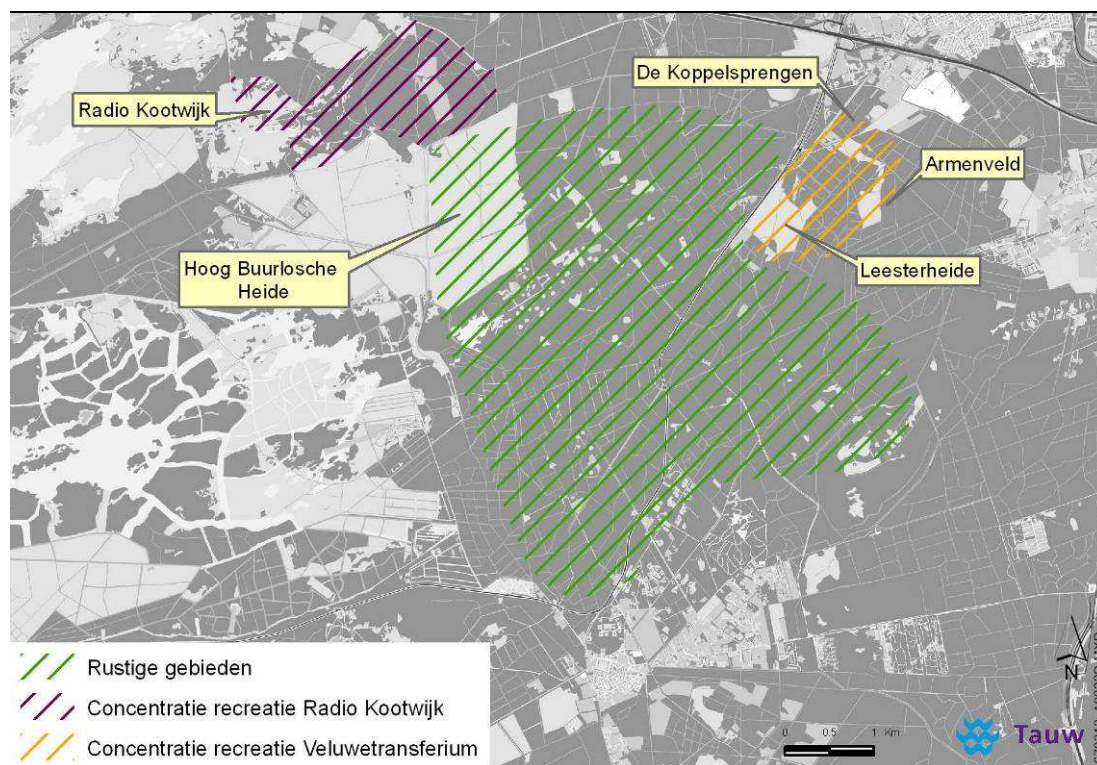 De Koppelsprengen
Radio Kootwijk
Armenveld
Hoog Buurlosche
Heide
Leesterheide
Rustige gebieden
Concentratie recreatie Radio Kootwijk
Concentratie recreatie Veluwetransferium
N
0 0.5 1 Km
Tauw